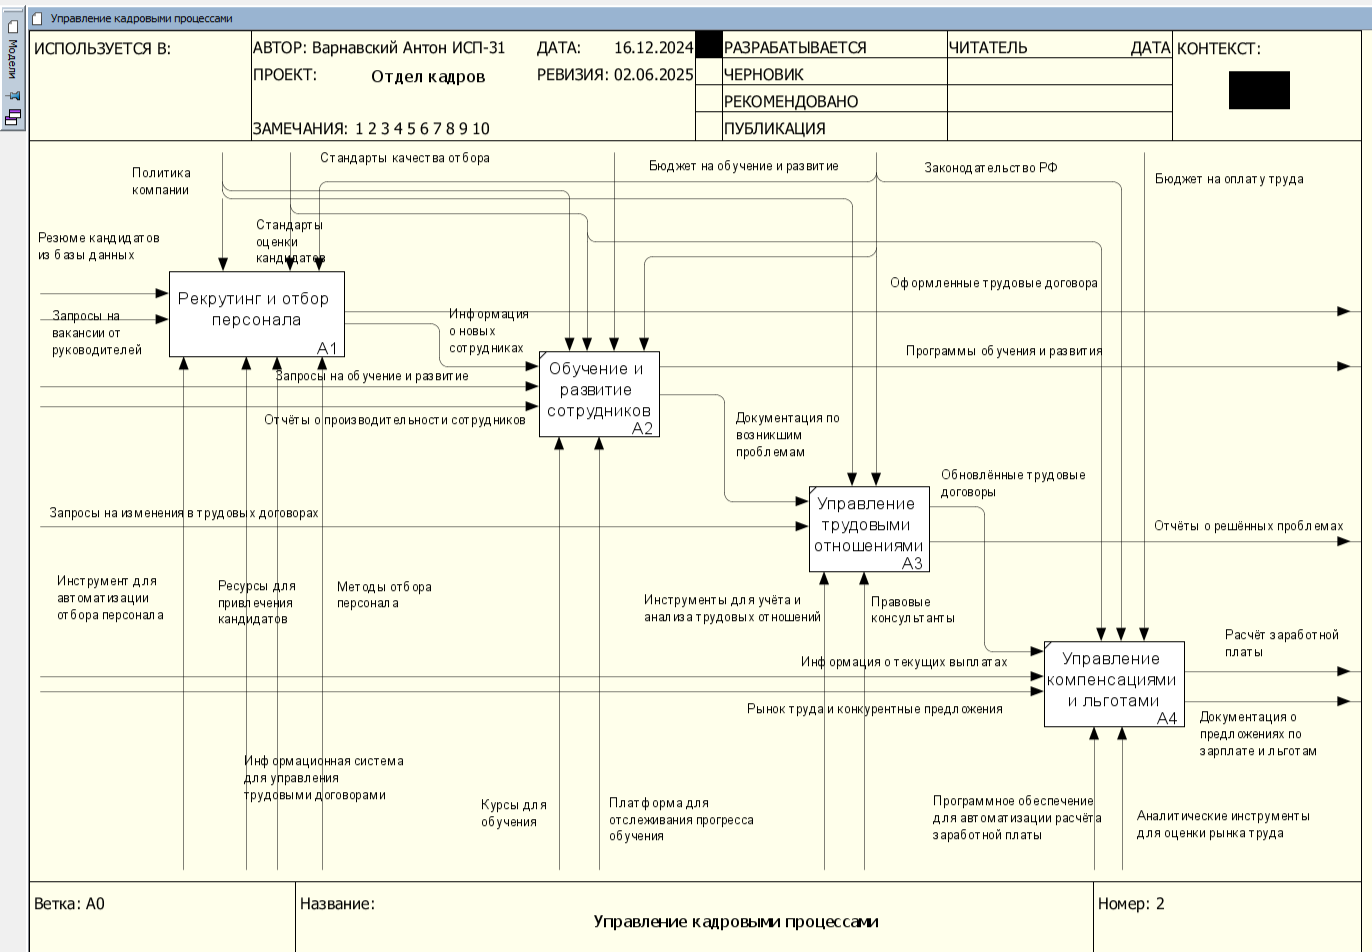 Управление кадровыми процессами
Модели
ИСПОЛЬЗУЕТСЯ В:
АВТОР: Варнавский Антон ИСП-31
ДАТА: 16.12.2024
ПРОЕКТ: Отдел кадров
РЕВИЗИЯ: 02.06.2025
ЗАМЕЧАНИЯ: 1 2 3 4 5 6 7 8 9 10
РАЗРАБАТЫВАЕТСЯ
ЧЕРНОВИК
РЕКОМЕНДОВАНО
ПУБЛИКАЦИЯ
ЧИТАТЕЛЬ
ДАТА
КОНТЕКСТ:
Политика
компании
Стандарты качества отбора
Бюджет на обучение и развитие
Законодательство РФ
Бюджет на оплату труда
Резюме кандидатов
из базы данных
Стандарты
оценки
кандидатов
Рекрутинг и отбор
персонала
A1
Запросы на
вакансии от
руководителей
Информация
о новых
сотрудниках
Оформленные трудовые договора
Программы обучения и развития
Запросы на обучение и развитие
Отчёты о производительности сотрудников
Обучение и
развитие
сотрудников
A2
Документация по
возникшим
проблемам
Обновлённые трудовые
договоры
Запросы на изменения в трудовых договорах
Управление
трудовыми
отношениями
A3
Отчёты о решённых проблемах
Инструмент для
автоматизации
отбора персонала
Ресурсы для
привлечения
кандидатов
Методы отбора
персонала
Инструменты для учёта и
анализа трудовых отношений
Правовые
консультанты
Расчёт заработной
платы
Информация о текущих выплатах
Управление
компенсациями
и льготами
A4
Рынок труда и конкурентные предложения
Документация о
предложениях по
зарплате и льготам
Информационная система
для управления
трудовыми договорами
Курсы для
обучения
Платформа для
отслеживания прогресса
обучения
Программное обеспечение
для автоматизации расчёта
заработной платы
Аналитические инструменты
для оценки рынка труда
Ветка: A0
Название:
Управление кадровыми процессами
Номер: 2